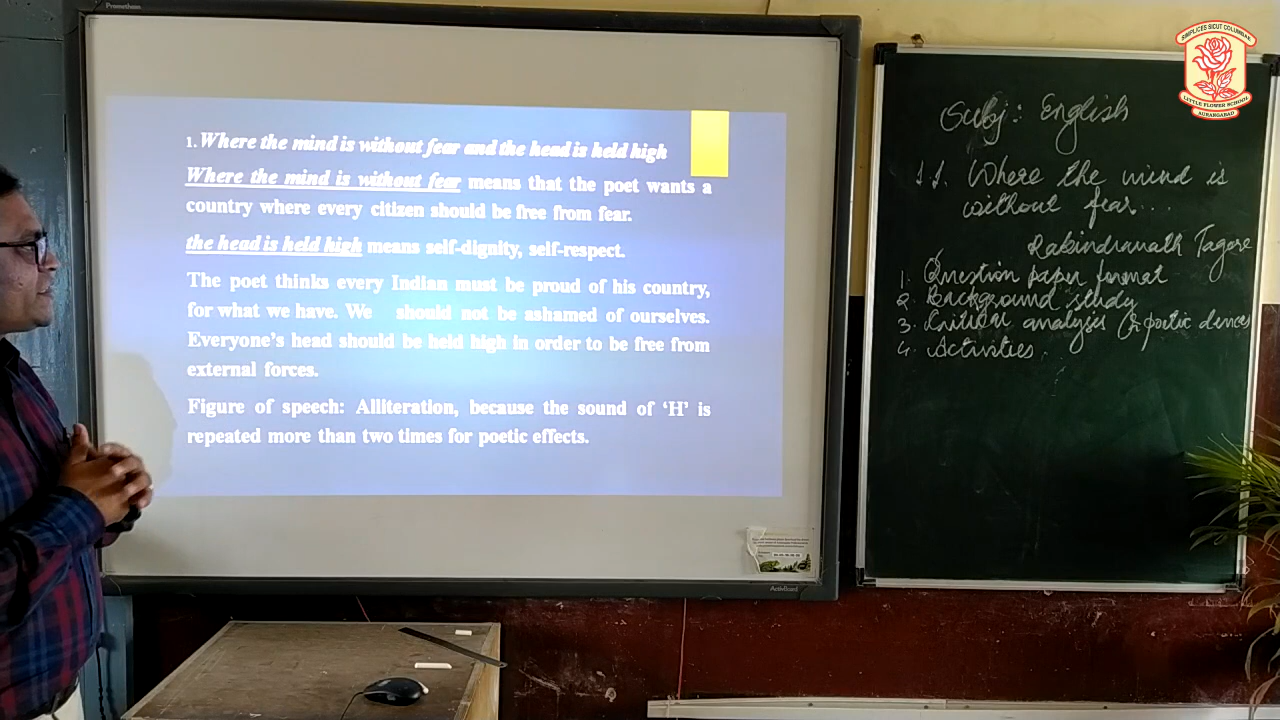 Promethean
1. Where the mind is without fear and the head is held high
Where the mind is without fear means that the poet wants a
country where every citizen should be free from fear.
the head is held high means self-dignity, self-respect.
The poet thinks every Indian must be proud of his country,
for what we have. We should not be ashamed of ourselves.
Everyone's head should be held high in order to be free from
external forces.
Figure of speech: Alliteration, because the sound of 'H' is
repeated more than two times for poetic effects.
ActivBoard
Subj: English
1.1. Where the mind is
without fear...
Rabindranath Tagore
1. Question paper format
2. Background study
3. Critical analysis (& poetic
4. Activities.
SIMPLICES SICUT COLUMBAE
LITTLE FLOWER SCHOOL
AURANGABAD